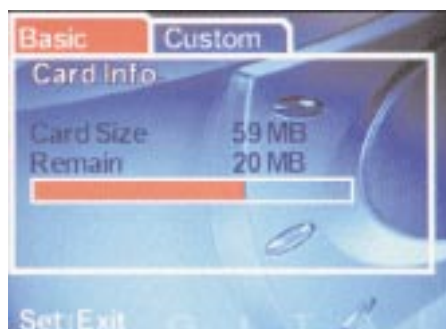 Basic Custom
Card Info
Card Size 59 MB
Remain 20 MB
Set:Exit